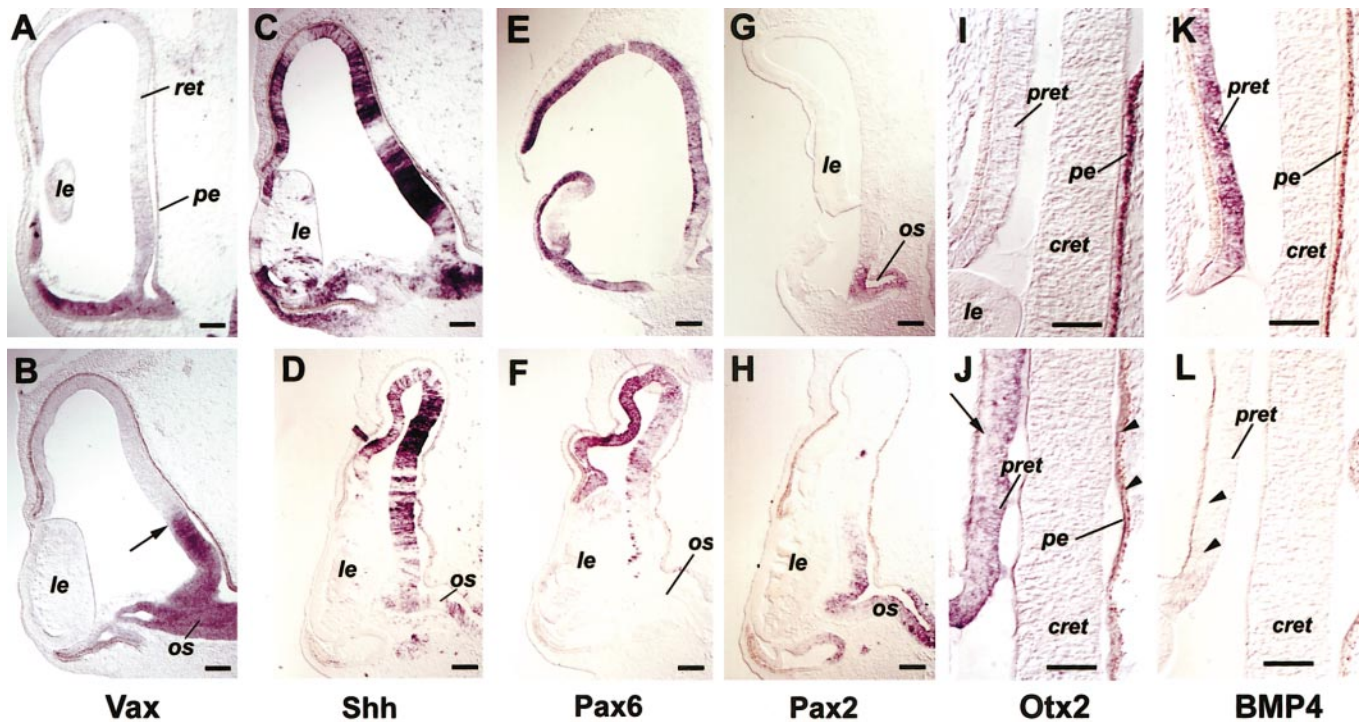 A
ret
le
pe
B
le
os
Vax
C
le
D
le
os
Shh
E
F
le
os
Pax6
G
le
os
H
le
os
Pax2
I
pret
pe
cret
le
J
pret
pe
cret
Otx2
K
pret
pe
cret
L
pret
cret
BMP4